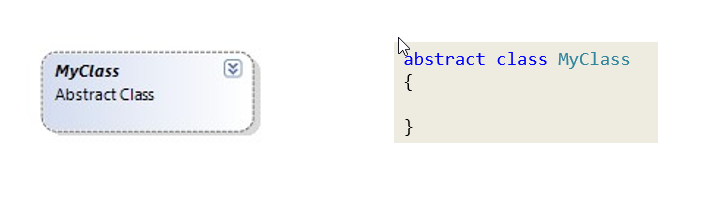 MyClass
Abstract Class
abstract class MyClass
{
}